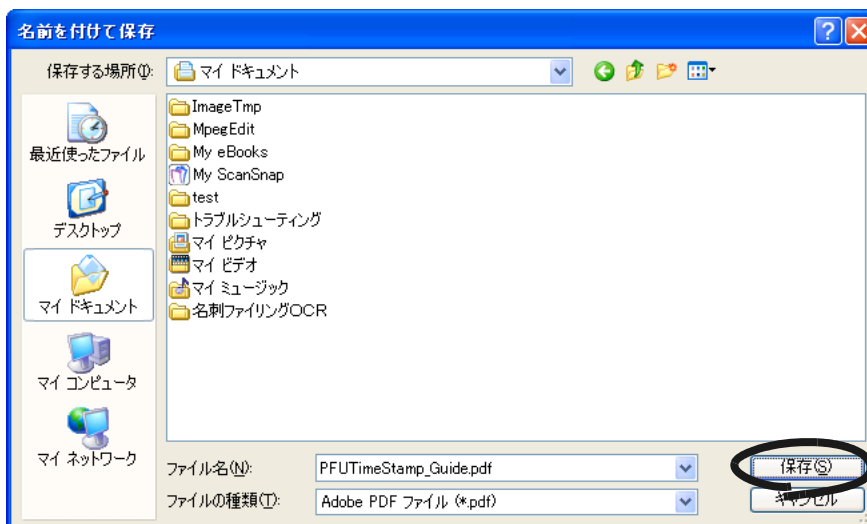 名前を付けて保存
保存する場所(I): マイ ドキュメント
最近使ったファイル
デスクトップ
マイ ドキュメント
マイ コンピュータ
マイ ネットワーク
ImageTmp
MpegEdit
My eBooks
My ScanSnap
test
トラブルシューティング
マイ ピクチャ
マイ ビデオ
マイ ミュージック
名刺ファイリングOCR
ファイル名(N): PFUTimeStamp_Guide.pdf 保存(S)
ファイルの種類(T): Adobe PDF ファイル (*.pdf) キャンセル